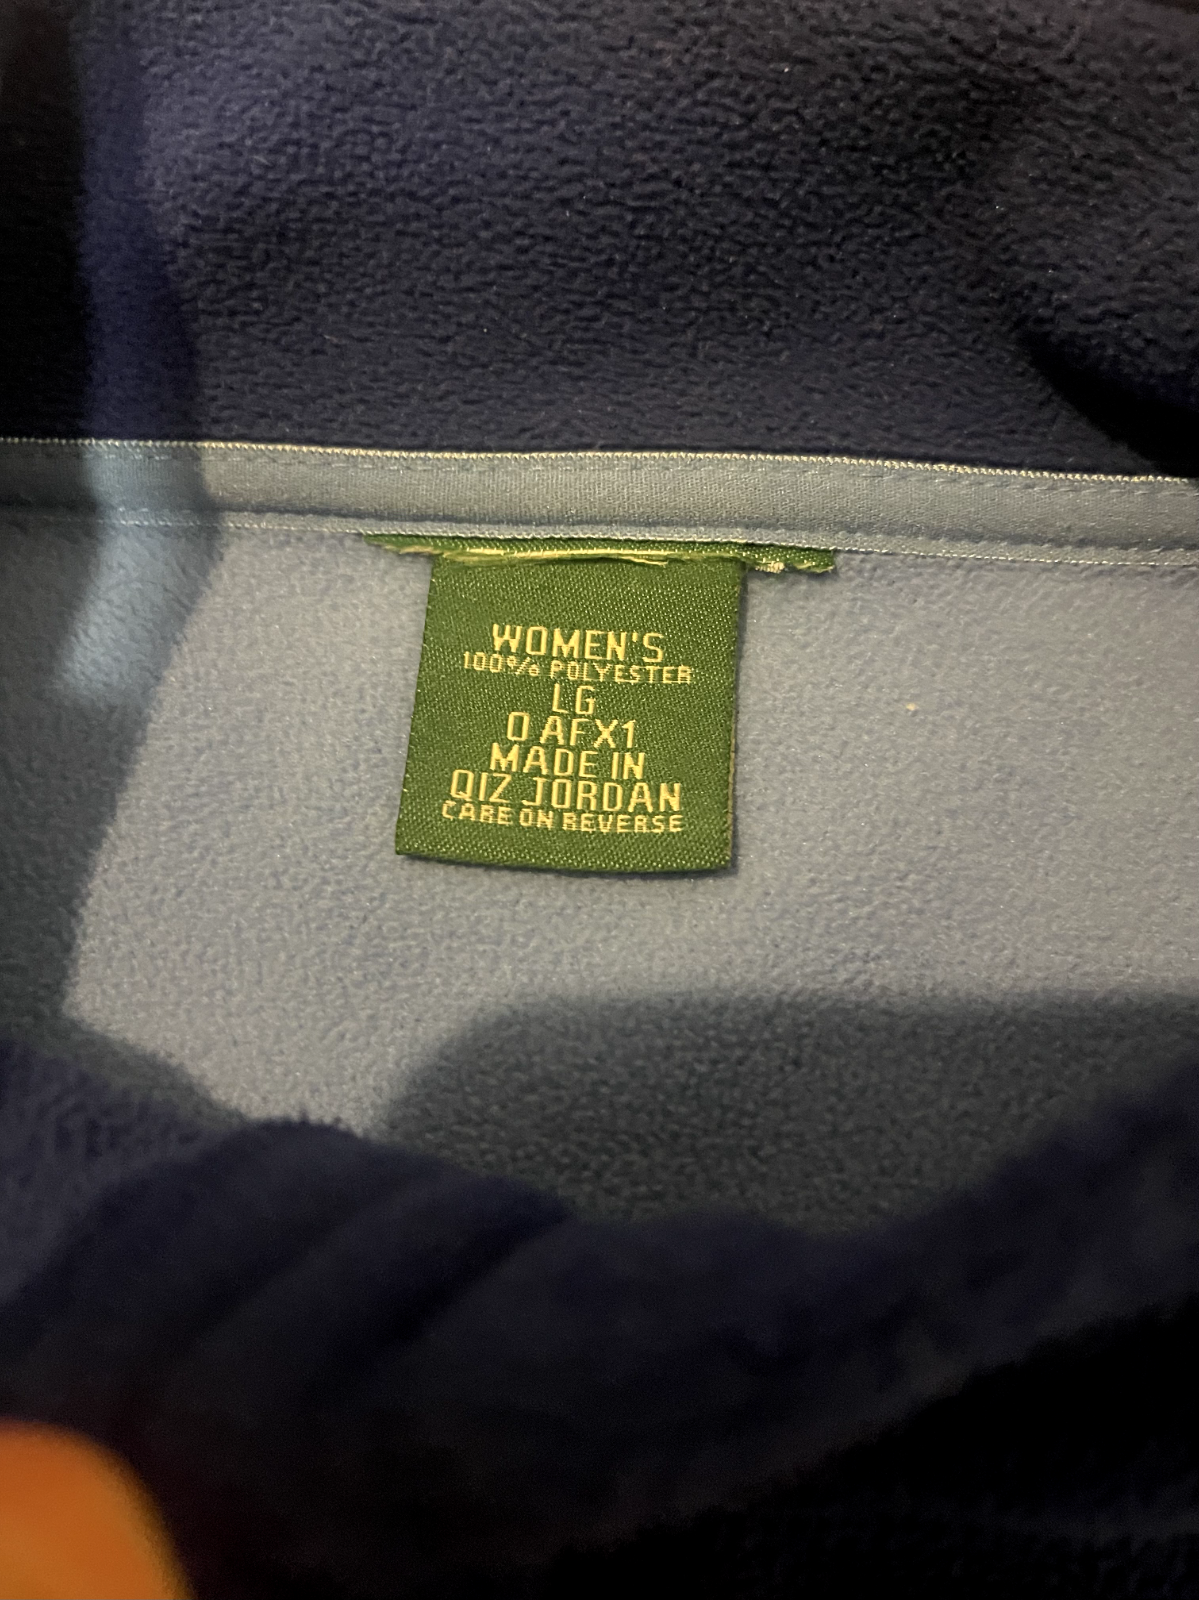 WOMEN'S
100% POLYESTER
LG
0 AFX1
MADE IN
QIZ JORDAN
CARE ON REVERSE